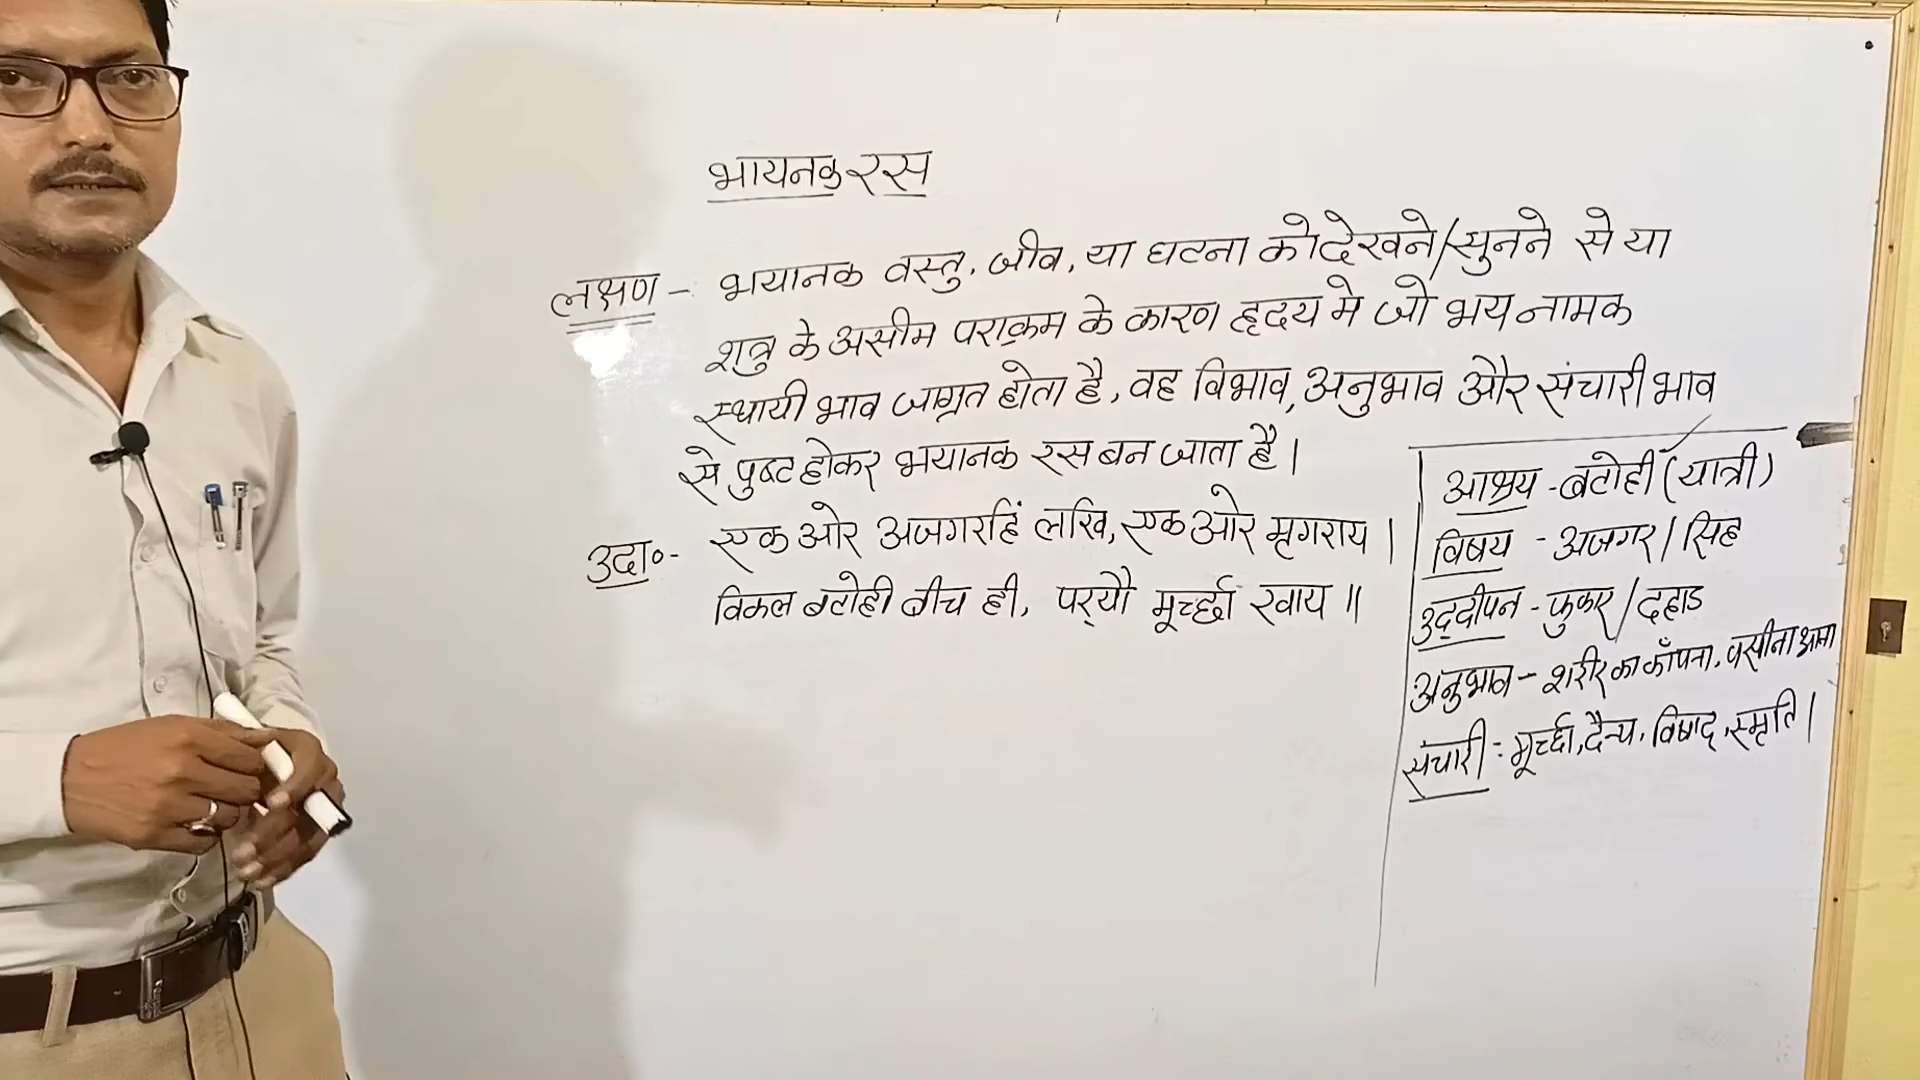 भायनक रस
लक्षण - भयानक वस्तु, जीव, या घटना को देखने/सुनने से या
शत्रु के असीम पराक्रम के कारण हृदय मे जो भय नामक
स्थायी भाव जाग्रत होता है, वह विभाव, अनुभाव और संचारी भाव
से पुष्ट होकर भयानक रस बन जाता है।
उदा०- एक ओर अजगरहिं लखि, एक ओर मृगराय।
विकल बटोही बीच ही, पर्‌यौ मूर्च्छा खाय॥
आश्रय - बटोही (यात्री)
विषय - अजगर/सिंह
उद्‌दीपन - फुकार/दहाड
अनुभाव - शरीर का काँपना, पसीना आना
संचारी - मूर्च्छा, दैन्य, विषाद, स्मृति।